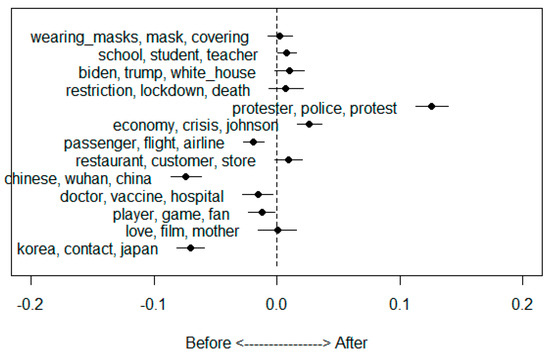 wearing_masks, mask, covering
school, student, teacher
biden, trump, white_house
restriction, lockdown, death
protester, police, protest
economy, crisis, johnson
passenger, flight, airline
restaurant, customer, store
chinese, wuhan, china
doctor, vaccine, hospital
player, game, fan
love, film, mother
korea, contact, japan
-0.2 -0.1 0.0 0.1 0.2
Before <----------------> After